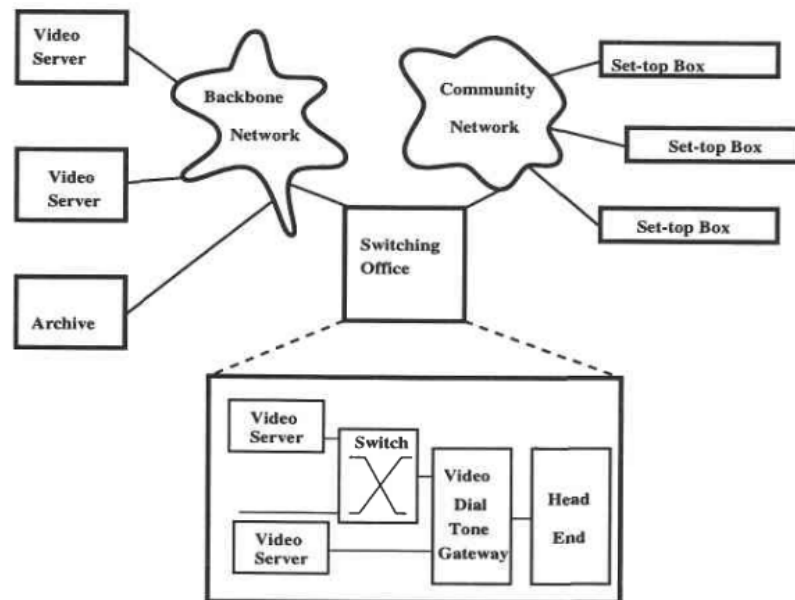 Video
Server
Backbone
Network
Community
Network
Set-top Box
Set-top Box
Set-top Box
Video
Server
Archive
Switching
Office
Video
Server
Switch
Video
Dial
Tone
Gateway
Head
End
Video
Server